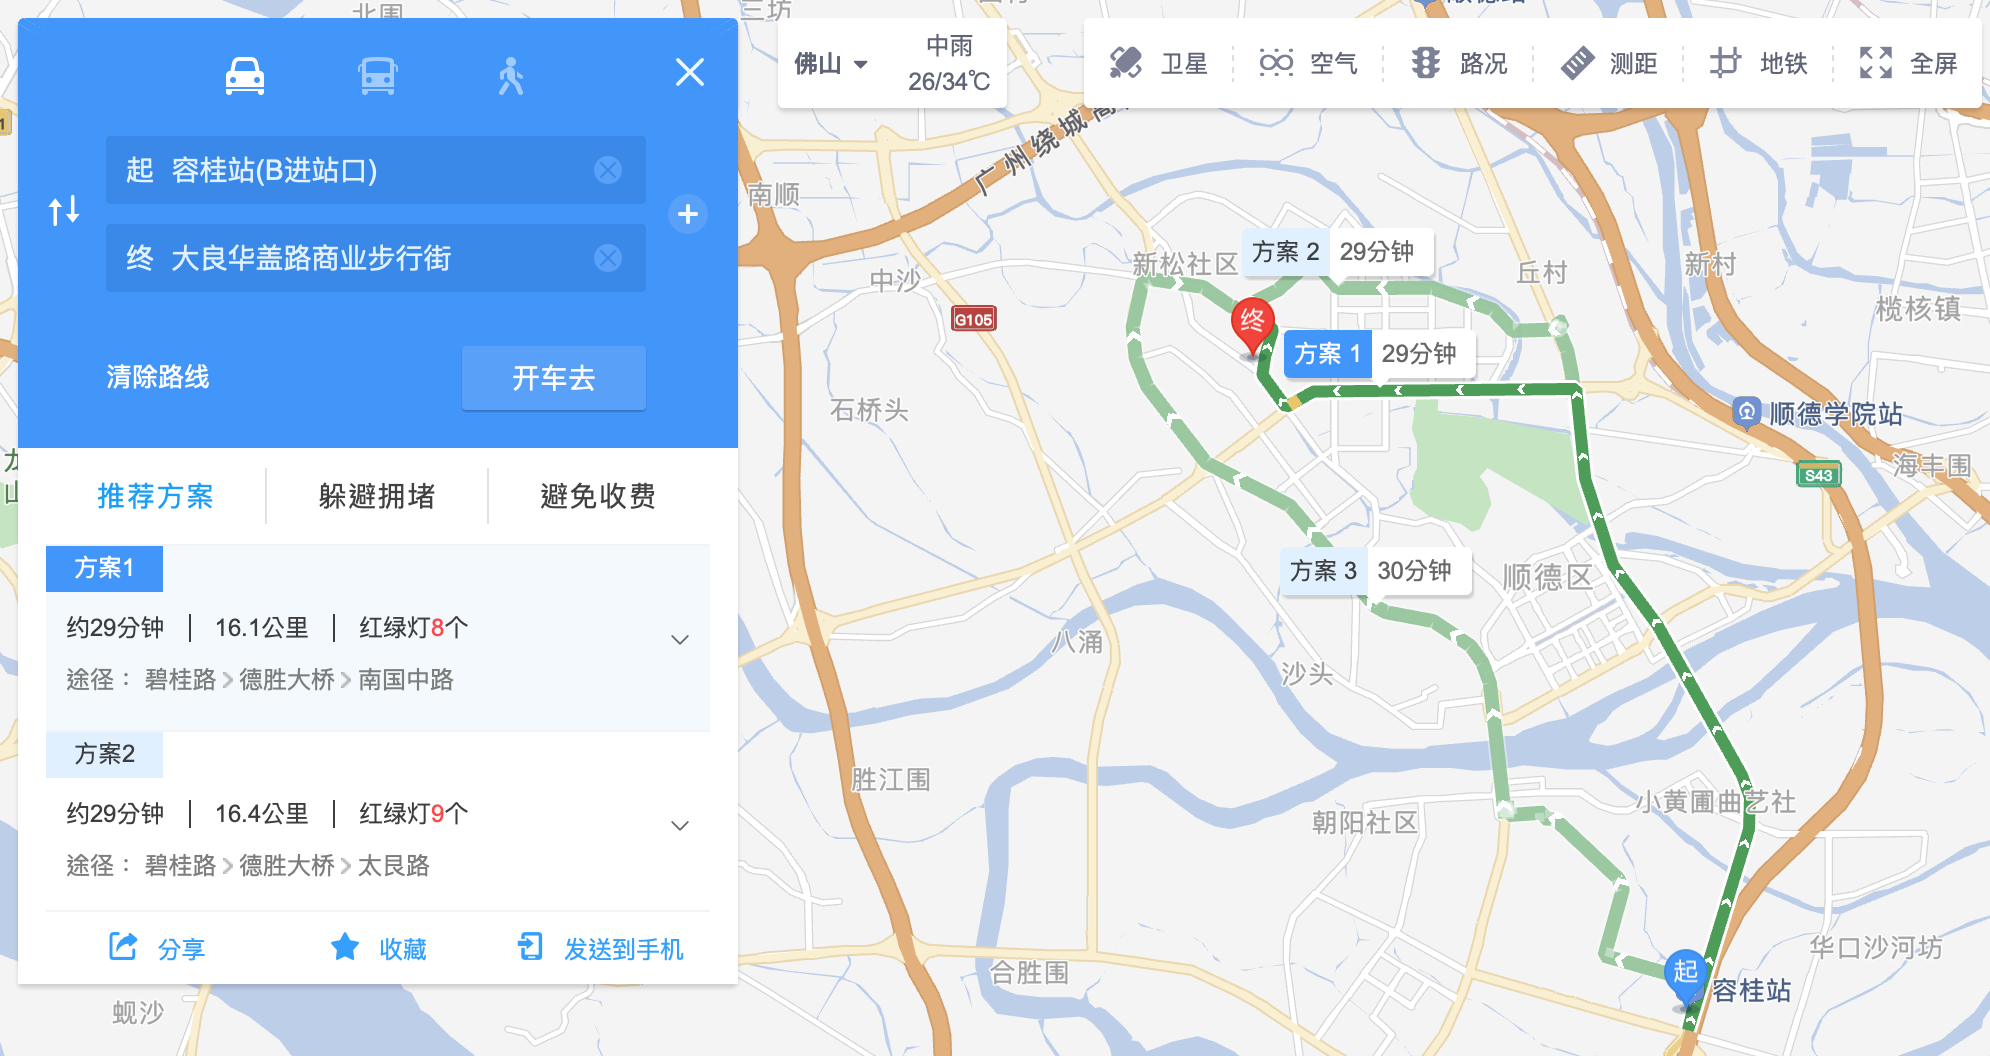 起 容桂站(B进站口)
终 大良华盖路商业步行街
清除路线
开车去
推荐方案
躲避拥堵
避免收费
方案1
约29分钟 | 16.1公里 | 红绿灯8个
途径： 碧桂路 > 德胜大桥 > 南国中路
方案2
约29分钟 | 16.4公里 | 红绿灯9个
途径： 碧桂路 > 德胜大桥 > 太艮路
分享
收藏
发送到手机
佛山
中雨
26/34℃
卫星
空气
路况
测距
地铁
全屏
北围
三坊
广州绕城高
南顺
中沙
新松社区
方案 2 29分钟
丘村
新村
榄核镇
G105
终
方案 1 29分钟
石桥头
顺德学院站
海丰围
S43
方案 3 30分钟
顺德区
八涌
沙头
胜江围
朝阳社区
小黄圃曲艺社
华口沙河坊
合胜围
起
容桂站
蚬沙